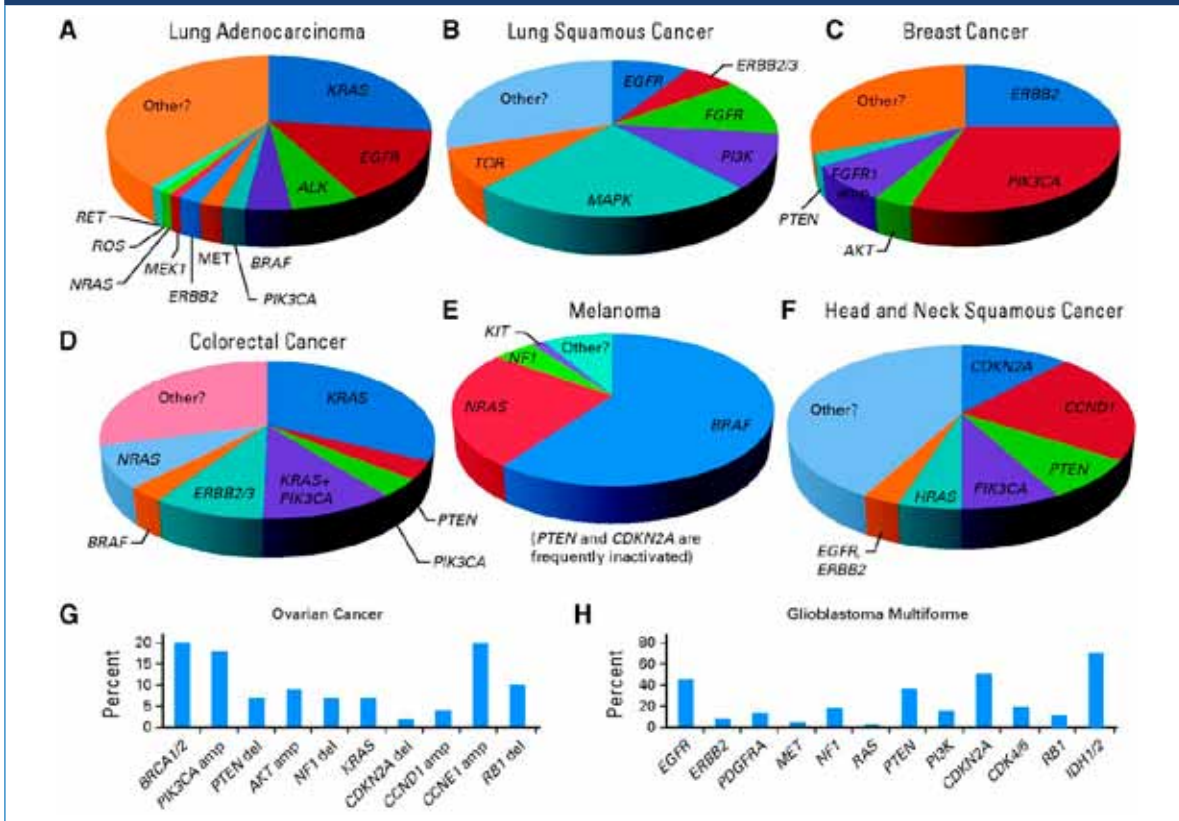 A
Lung Adenocarcinoma
Other?
KRAS
EGFR
ALK
RET
ROS
NRAS
MEK1
ERBB2
MET
BRAF
PIK3CA
B
Lung Squamous Cancer
Other?
EGFR
ERBB2/3
FGFR
PI3K
MAPK
TOR
C
Breast Cancer
Other?
ERBB2
PIK3CA
FGFR1
amp
PTEN
AKT
D
Colorectal Cancer
Other?
KRAS
NRAS
ERBB2/3
KRAS+
PIK3CA
BRAF
PTEN
PIK3CA
E
Melanoma
KIT
Other?
NF1
NRAS
BRAF
(PTEN and CDKN2A are
frequently inactivated)
F
Head and Neck Squamous Cancer
Other?
CDKN2A
CCND1
PTEN
PIK3CA
HRAS
EGFR,
ERBB2
G
Ovarian Cancer
Percent
20
15
10
5
0
BRCA1/2
PIK3CA amp
PTEN del
AKT amp
NF1 del
KRAS
CDKN2A del
CCND1 amp
CCNE1 amp
RB1 del
H
Glioblastoma Multiforme
Percent
80
60
40
20
0
EGFR
ERBB2
PDGFRA
MET
NF1
RAS
PTEN
PI3K
CDKN2A
CDK4/6
RB1
IDH1/2